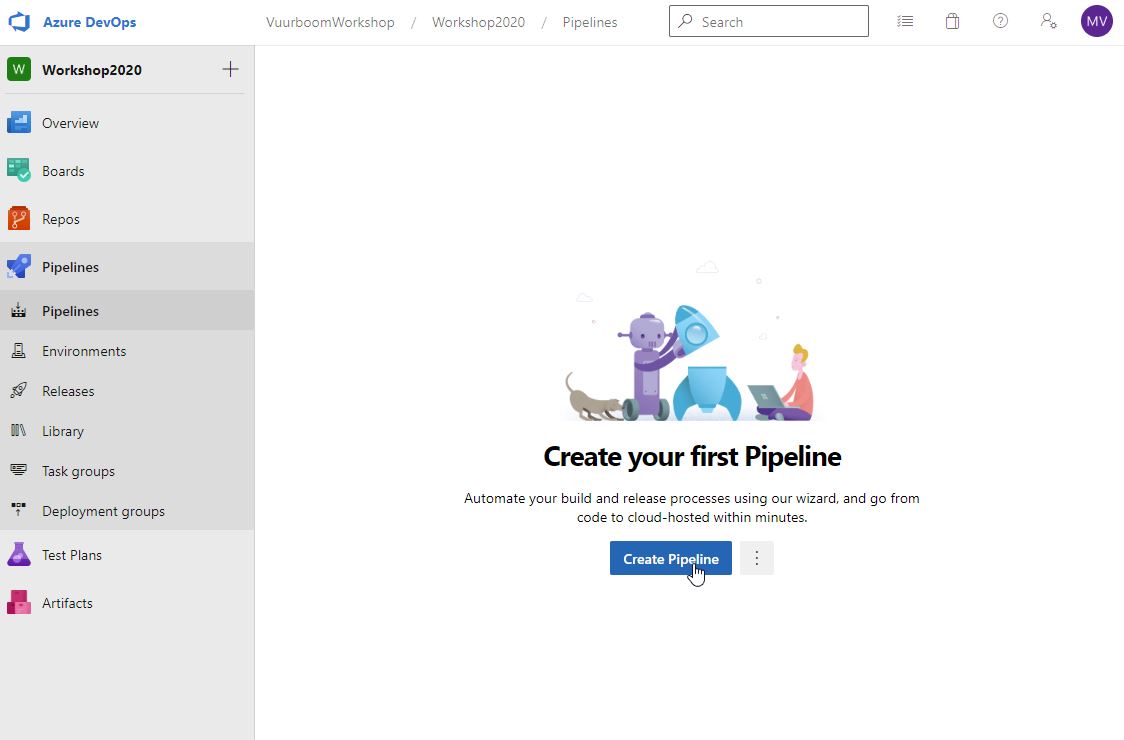 Azure DevOps
VuurboomWorkshop / Workshop2020 / Pipelines
Search
MV
W Workshop2020
Overview
Boards
Repos
Pipelines
Pipelines
Environments
Releases
Library
Task groups
Deployment groups
Test Plans
Artifacts
Create your first Pipeline
Automate your build and release processes using our wizard, and go from
code to cloud-hosted within minutes.
Create Pipeline